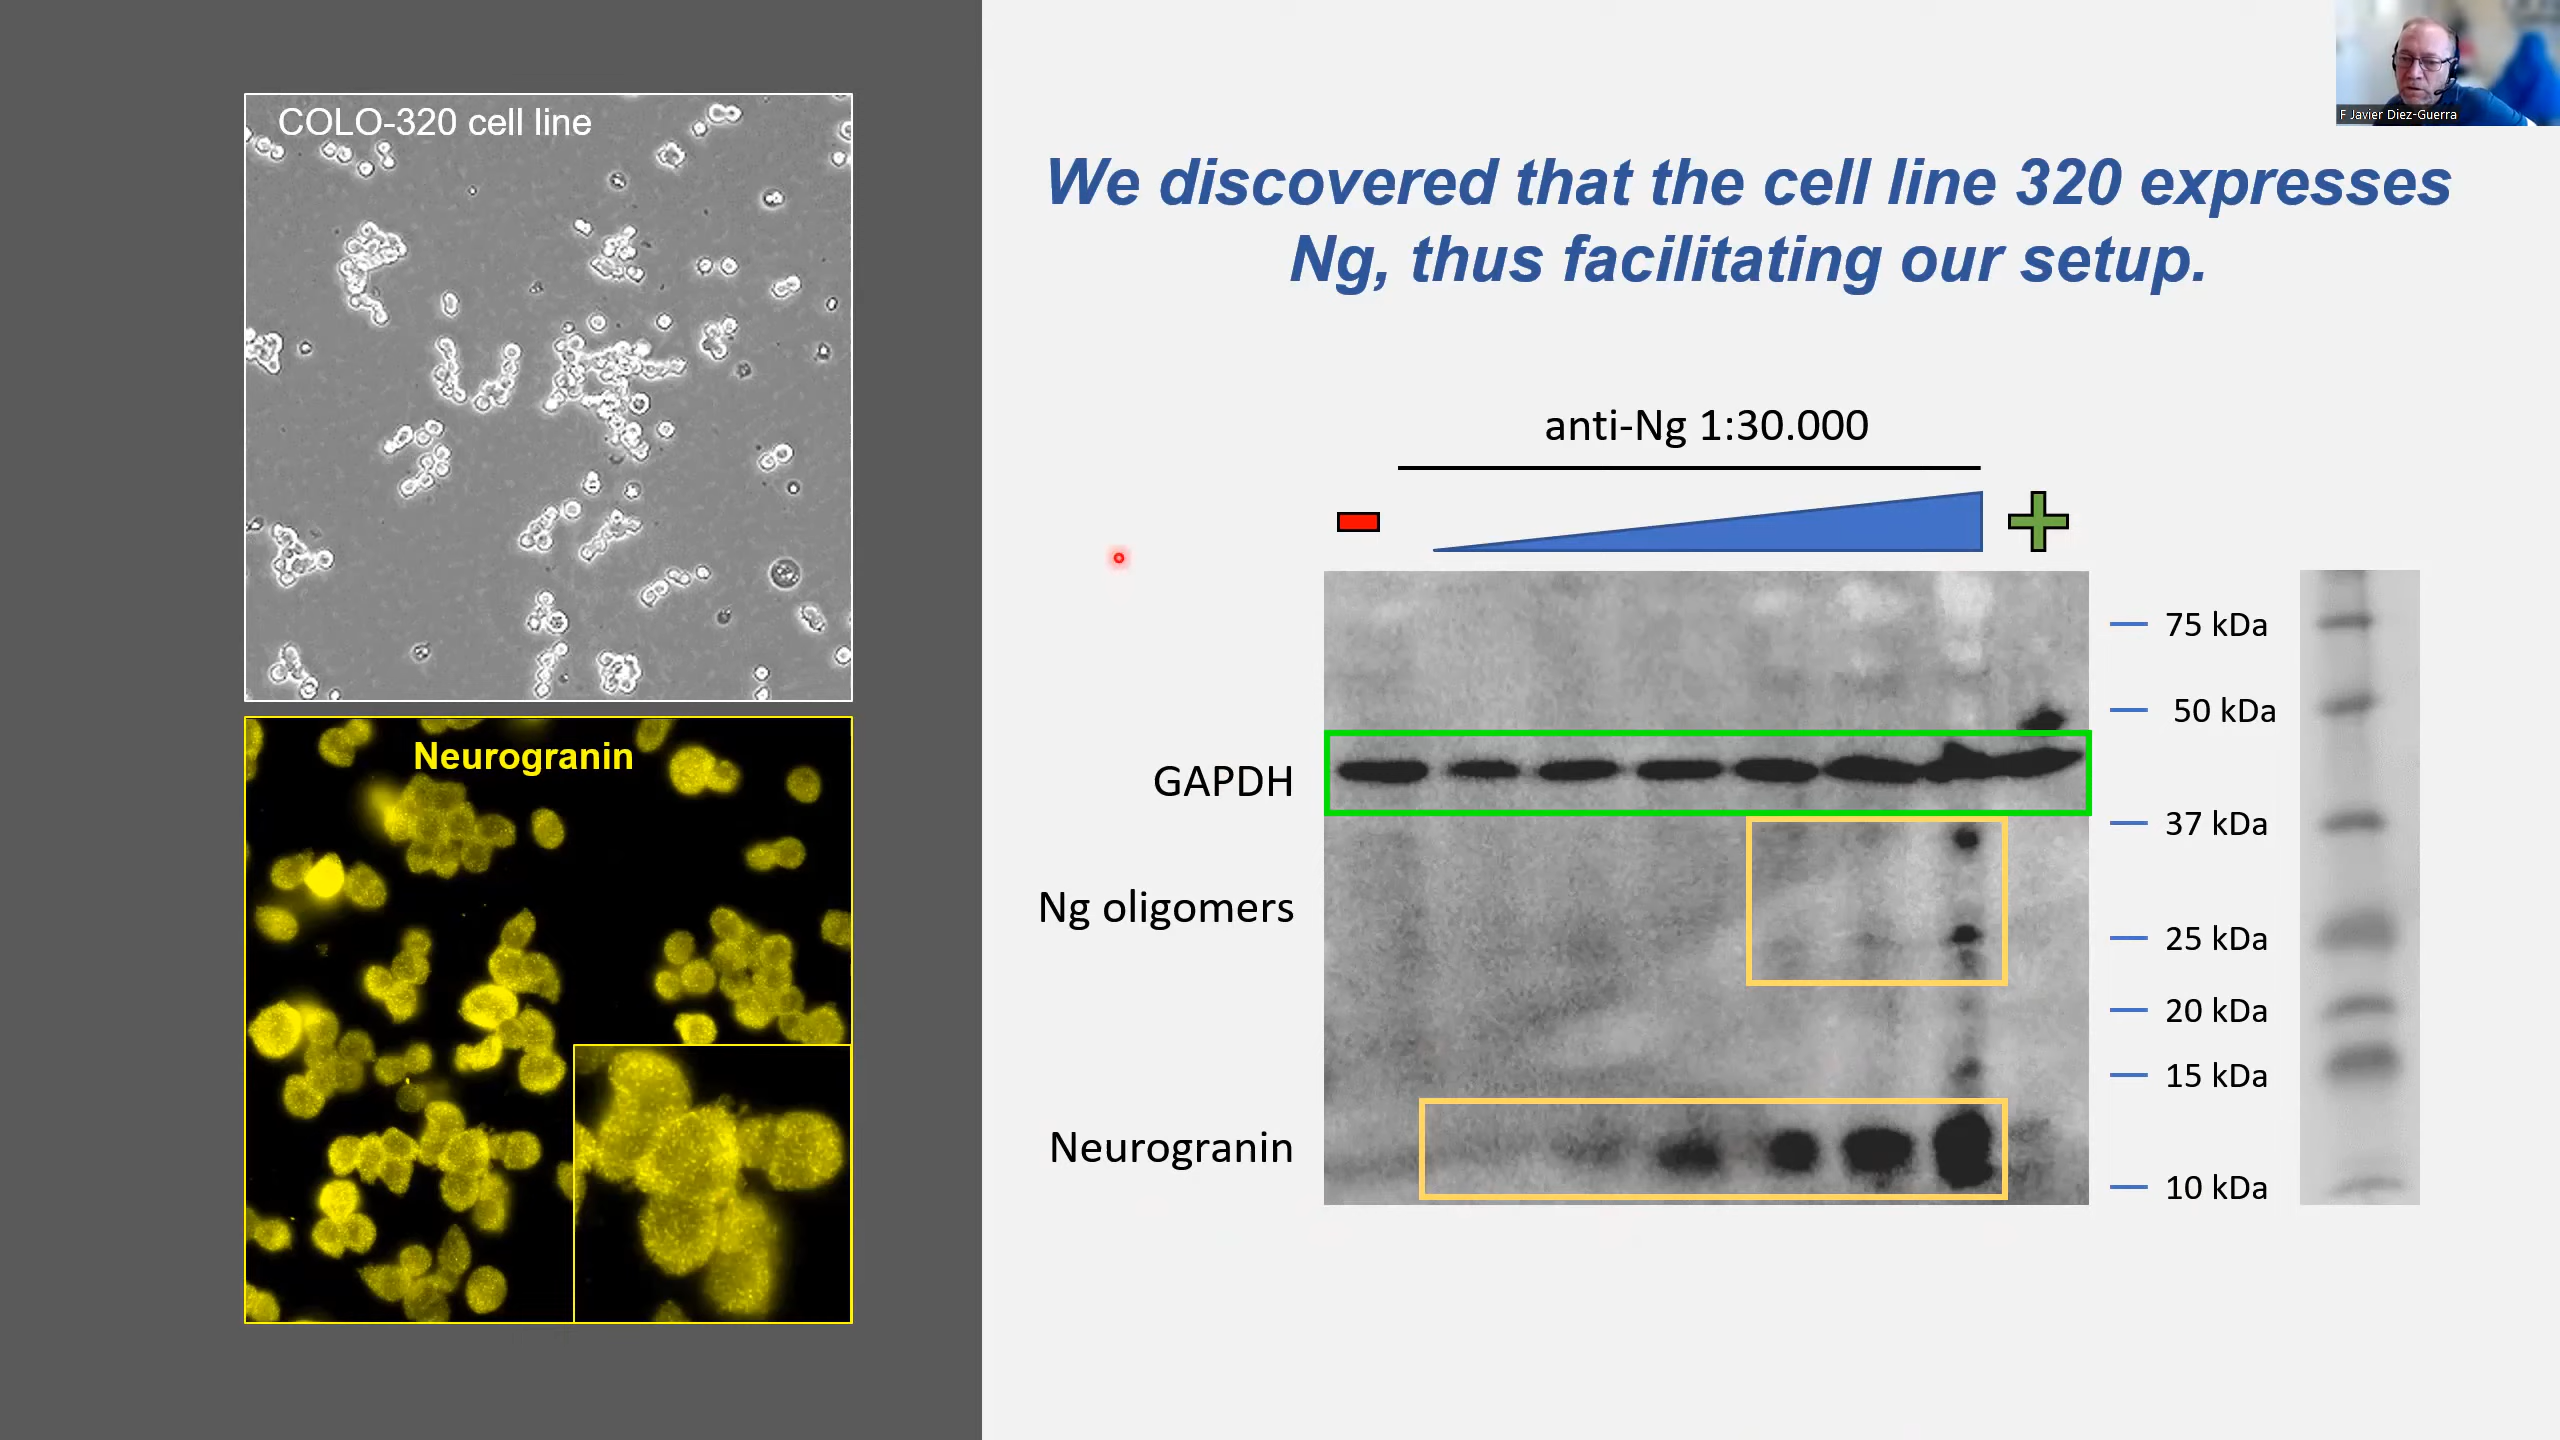 COLO-320 cell line
Neurogranin
F Javier Diez-Guerra
We discovered that the cell line 320 expresses
Ng, thus facilitating our setup.
anti-Ng 1:30.000
GAPDH
Ng oligomers
Neurogranin
75 kDa
50 kDa
37 kDa
25 kDa
20 kDa
15 kDa
10 kDa